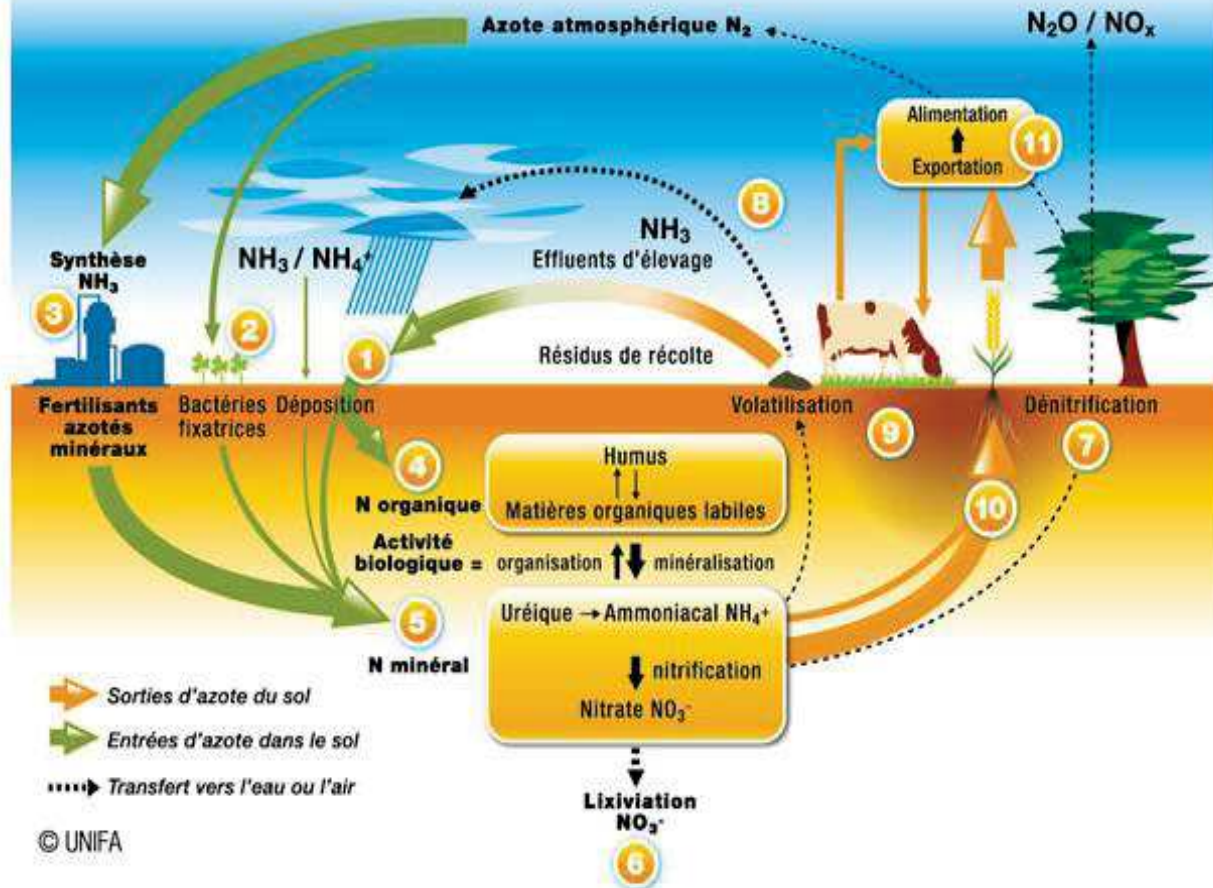 Azote atmosphérique N₂
N₂O / NOₓ
Alimentation
11
Exportation
8
NH₃
Effluents d'élevage
Synthèse
NH₃
NH₃ / NH₄⁺
3
2
1
Résidus de récolte
Fertilisants
azotés
minéraux
Bactéries
fixatrices
Déposition
Volatilisation
Dénitrification
9
7
4
Humus
N organique
Matières organiques labiles
10
Activité
biologique =
organisation
minéralisation
5
Uréique → Ammoniacal NH₄⁺
N minéral
nitrification
Nitrate NO₃⁻
Sorties d'azote du sol
Entrées d'azote dans le sol
Transfert vers l'eau ou l'air
Lixiviation
NO₃⁻
6
© UNIFA